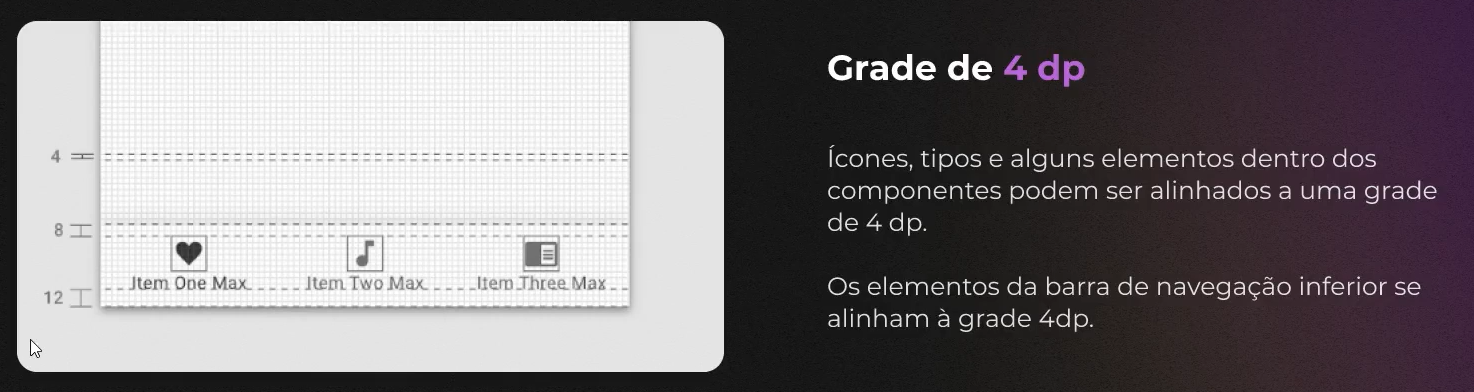 4
8
Item One Max
Item Two Max
Item Three Max
12
Grade de 4 dp
Ícones, tipos e alguns elementos dentro dos
componentes podem ser alinhados a uma grade
de 4 dp.
Os elementos da barra de navegação inferior se
alinham à grade 4dp.